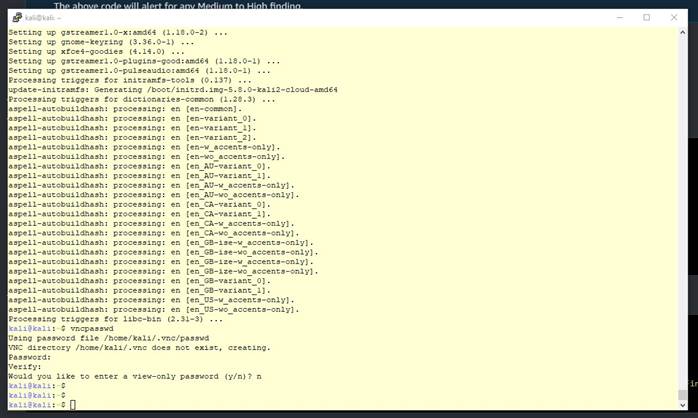 The above code will alert for any Medium to High finding.
kali@kali: ~
Setting up gstreamer1.0-x:amd64 (1.18.0-2) ...
Setting up gnome-keyring (3.36.0-1) ...
Setting up xfce4-goodies (4.14.0) ...
Setting up gstreamer1.0-plugins-good:amd64 (1.18.0-1) ...
Setting up gstreamer1.0-pulseaudio:amd64 (1.18.0-1) ...
Processing triggers for initramfs-tools (0.137) ...
update-initramfs: Generating /boot/initrd.img-5.8.0-kali2-cloud-amd64
Processing triggers for dictionaries-common (1.28.3) ...
aspell-autobuildhash: processing: en [en-common].
aspell-autobuildhash: processing: en [en-variant_0].
aspell-autobuildhash: processing: en [en-variant_1].
aspell-autobuildhash: processing: en [en-variant_2].
aspell-autobuildhash: processing: en [en-w_accents-only].
aspell-autobuildhash: processing: en [en-wo_accents-only].
aspell-autobuildhash: processing: en [en_AU-variant_0].
aspell-autobuildhash: processing: en [en_AU-variant_1].
aspell-autobuildhash: processing: en [en_AU-w_accents-only].
aspell-autobuildhash: processing: en [en_AU-wo_accents-only].
aspell-autobuildhash: processing: en [en_CA-variant_0].
aspell-autobuildhash: processing: en [en_CA-variant_1].
aspell-autobuildhash: processing: en [en_CA-w_accents-only].
aspell-autobuildhash: processing: en [en_CA-wo_accents-only].
aspell-autobuildhash: processing: en [en_GB-ise-w_accents-only].
aspell-autobuildhash: processing: en [en_GB-ise-wo_accents-only].
aspell-autobuildhash: processing: en [en_GB-ize-w_accents-only].
aspell-autobuildhash: processing: en [en_GB-ize-wo_accents-only].
aspell-autobuildhash: processing: en [en_GB-variant_0].
aspell-autobuildhash: processing: en [en_GB-variant_1].
aspell-autobuildhash: processing: en [en_US-w_accents-only].
aspell-autobuildhash: processing: en [en_US-wo_accents-only].
Processing triggers for libc-bin (2.31-3) ...
kali@kali:~$ vncpasswd
Using password file /home/kali/.vnc/passwd
VNC directory /home/kali/.vnc does not exist, creating.
Password:
Verify:
Would you like to enter a view-only password (y/n)? n
kali@kali:~$
kali@kali:~$
kali@kali:~$